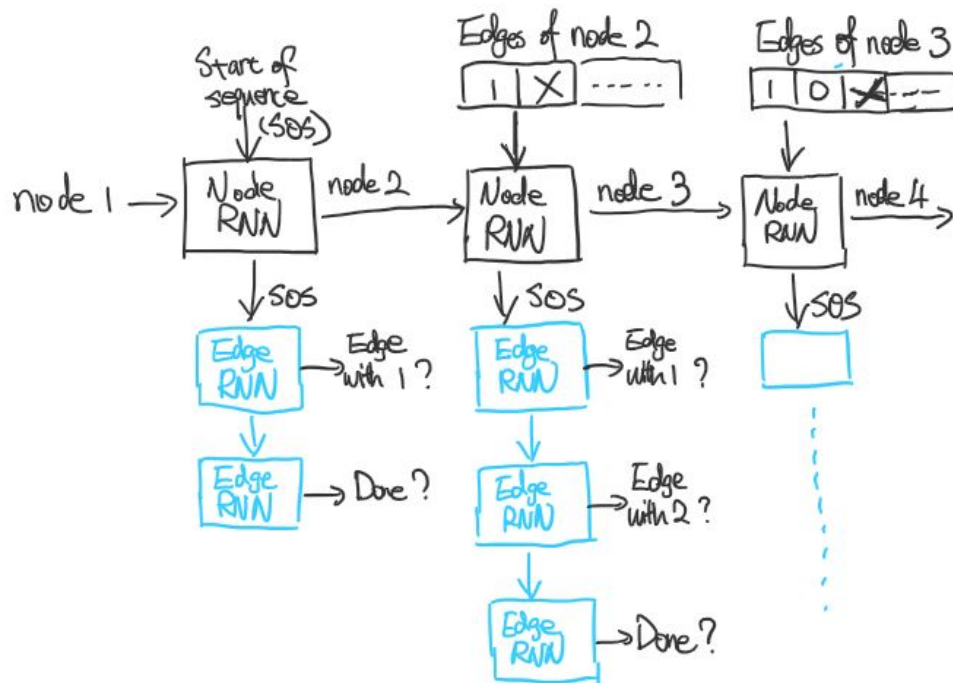 Start of
sequence
(SOS)
Edges of node 2
1 X ------
Edges of node 3
1 0 X ----
node 1
Node
RNN
node 2
Node
RNN
node 3
Node
RNN
node 4
SOS
SOS
SOS
Edge
RNN
Edge
with 1?
Edge
RNN
Edge
with 1?
Edge
RNN
Done?
Edge
RNN
Edge
with 2?
Edge
RNN
Done?